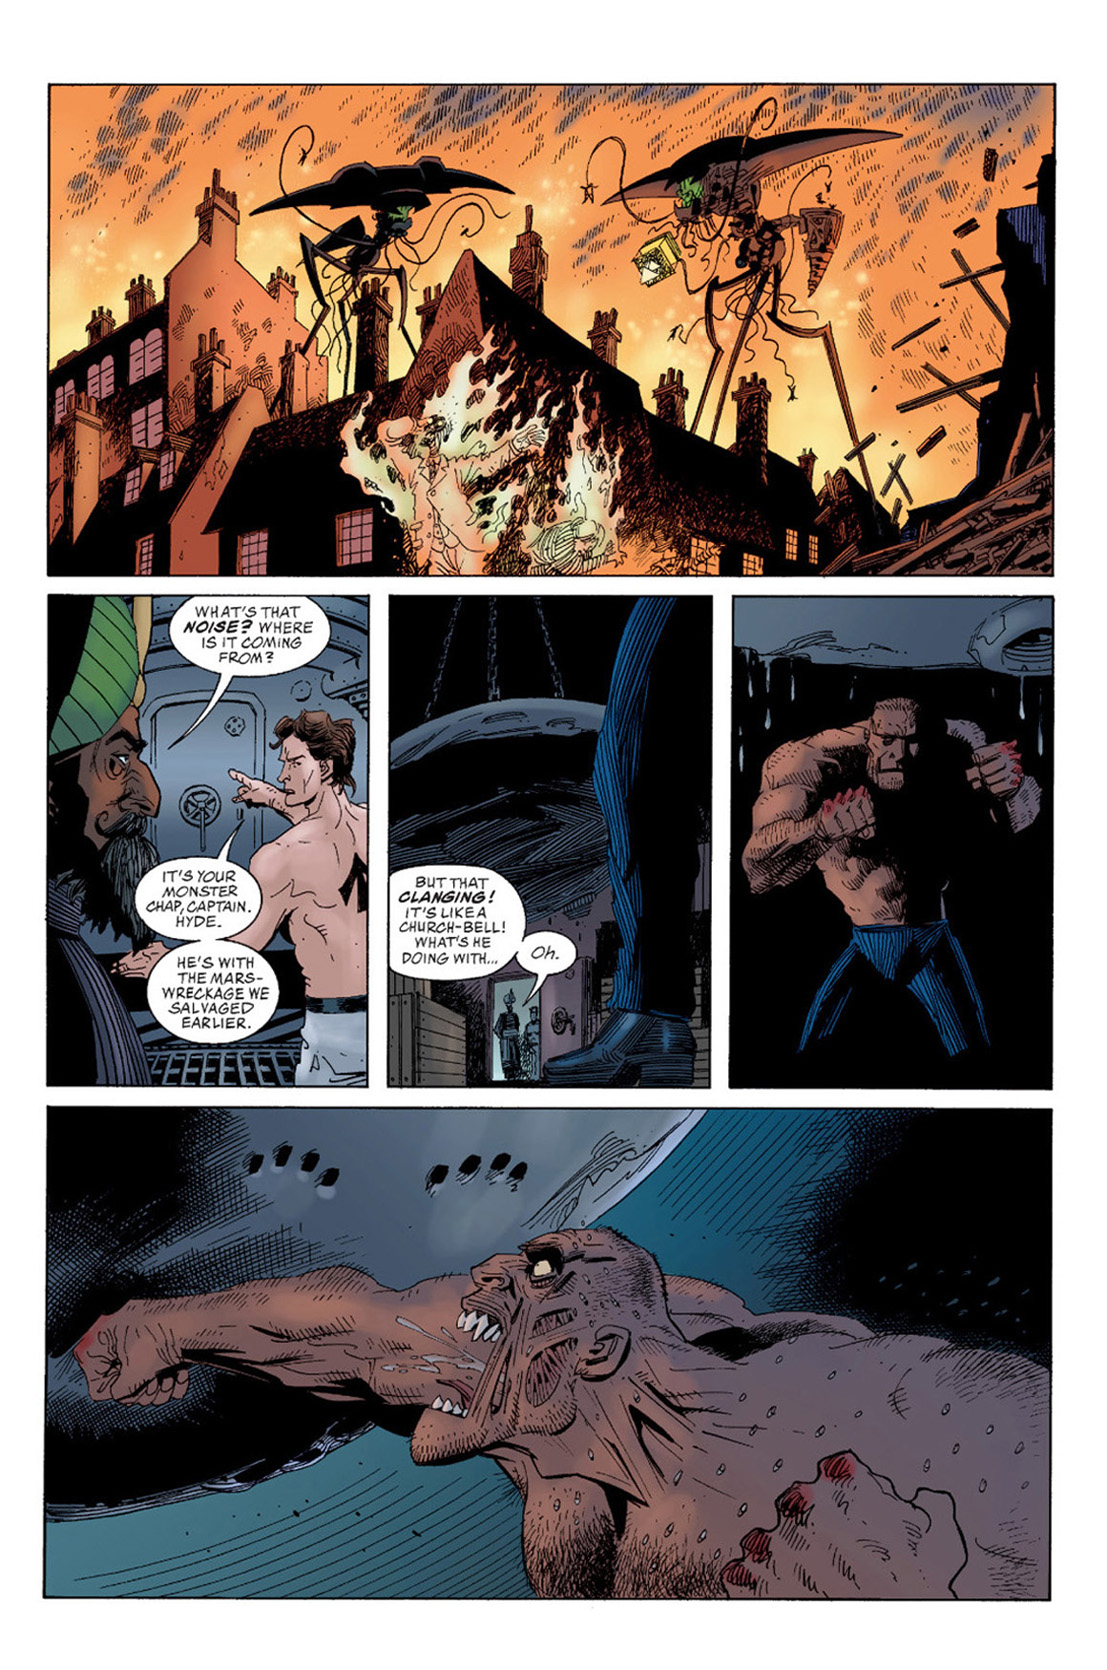 WHAT'S THAT
NOISE? WHERE
IS IT COMING
FROM?
IT'S YOUR
MONSTER
CHAP, CAPTAIN.
HYDE.
HE'S WITH
THE MARS-
WRECKAGE WE
SALVAGED
EARLIER.
BUT THAT
CLANGING!
IT'S LIKE A
CHURCH-BELL!
WHAT'S HE
DOING WITH...
Oh.